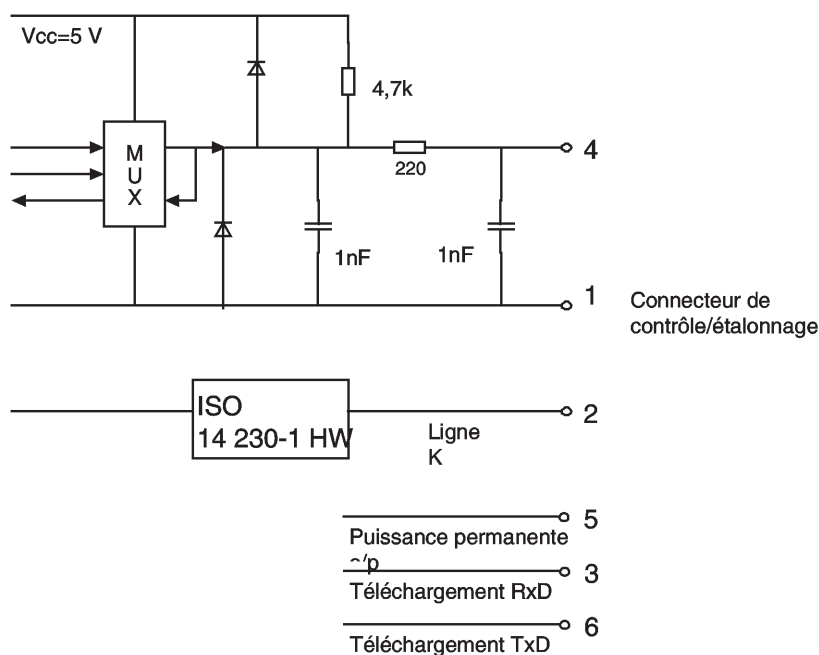 Vcc=5 V
4,7k
M
U
X
220
4
1nF
1nF
1
Connecteur de
contrôle/étalonnage
ISO
14 230-1 HW
2
Ligne
K
5
Puissance permanente
3
Téléchargement RxD
6
Téléchargement TxD